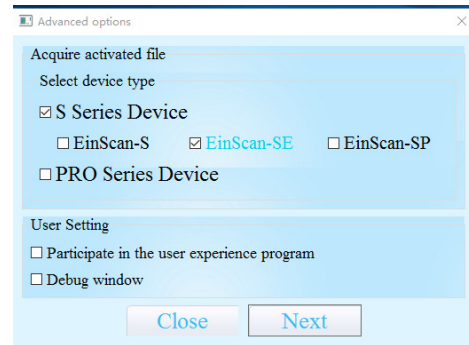 Advanced options
Acquire activated file
Select device type
S Series Device
EinScan-S EinScan-SE EinScan-SP
PRO Series Device
User Setting
Participate in the user experience program
Debug window
Close Next